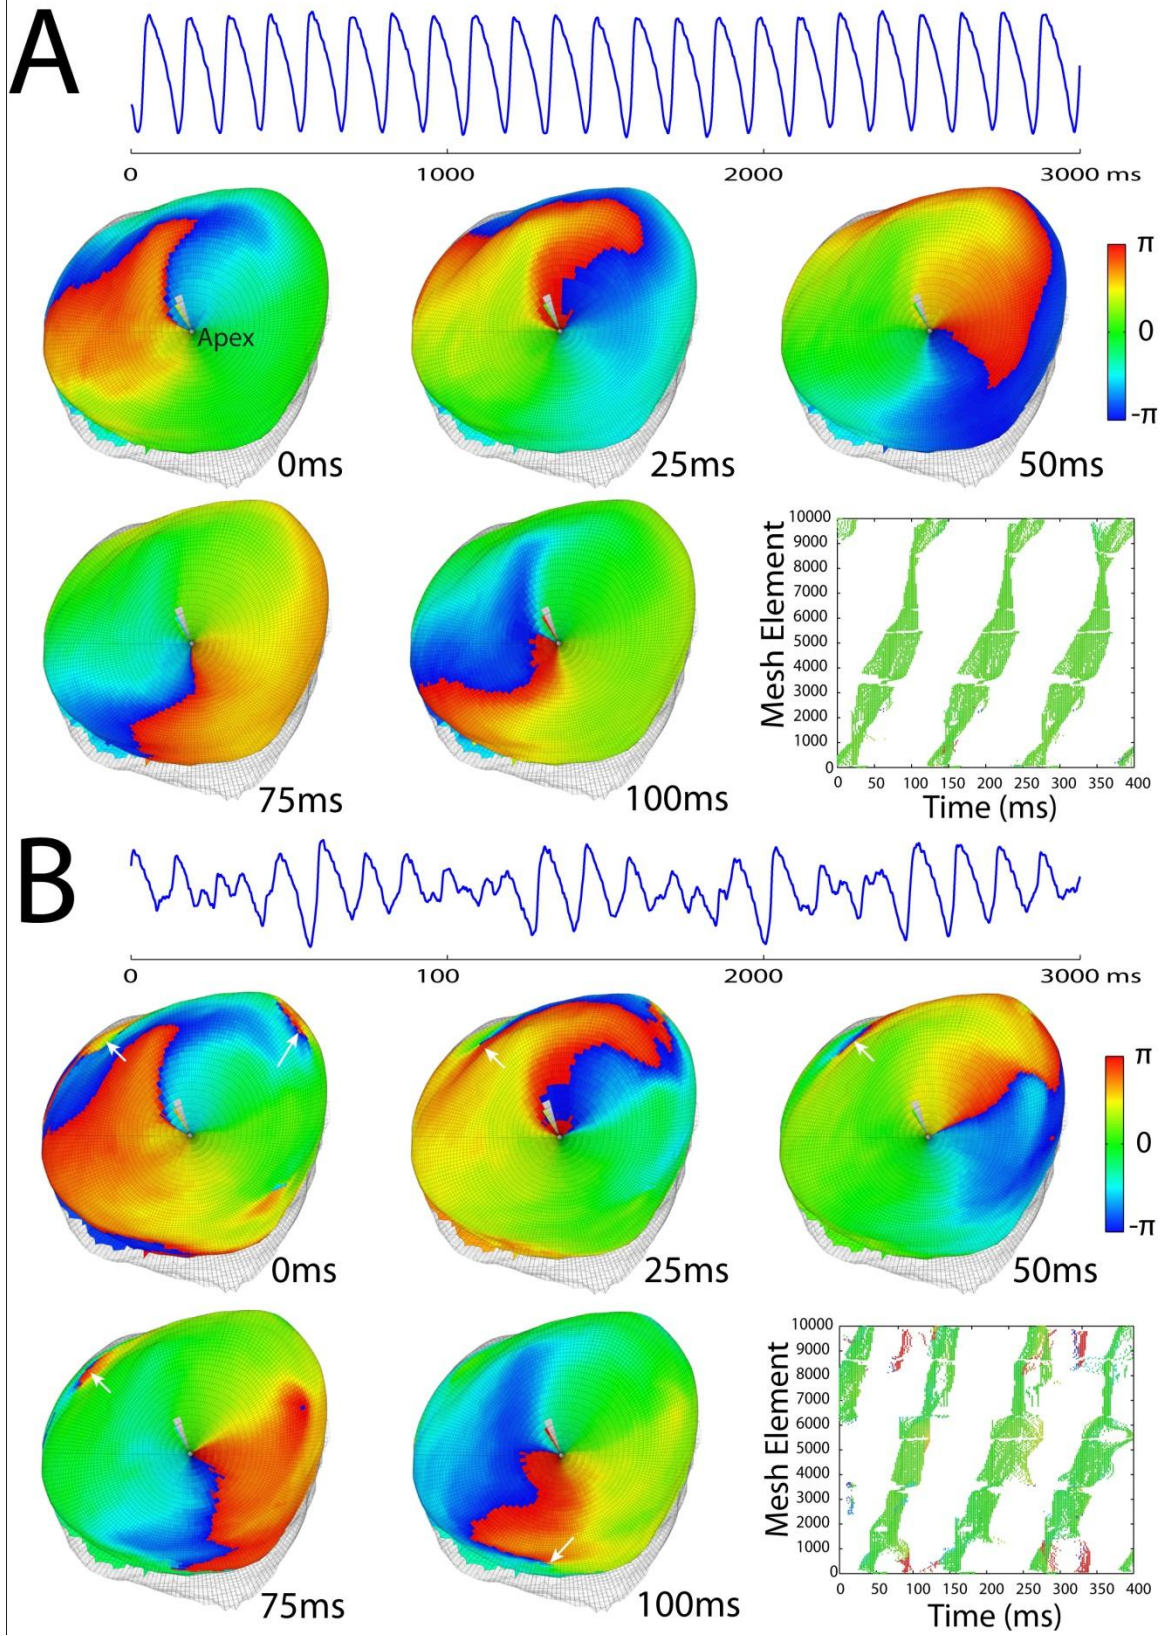 A
0 1000 2000 3000 ms
Apex
π
0
-π
0ms 25ms 50ms
10000
9000
8000
7000
6000
5000
4000
3000
2000
1000
0
Mesh Element
50 100 150 200 250 300 350 400
Time (ms)
75ms 100ms
B
0 100 2000 3000 ms
π
0
-π
0ms 25ms 50ms
10000
9000
8000
7000
6000
5000
4000
3000
2000
1000
0
Mesh Element
0 50 100 150 200 250 300 350 400
Time (ms)
75ms 100ms